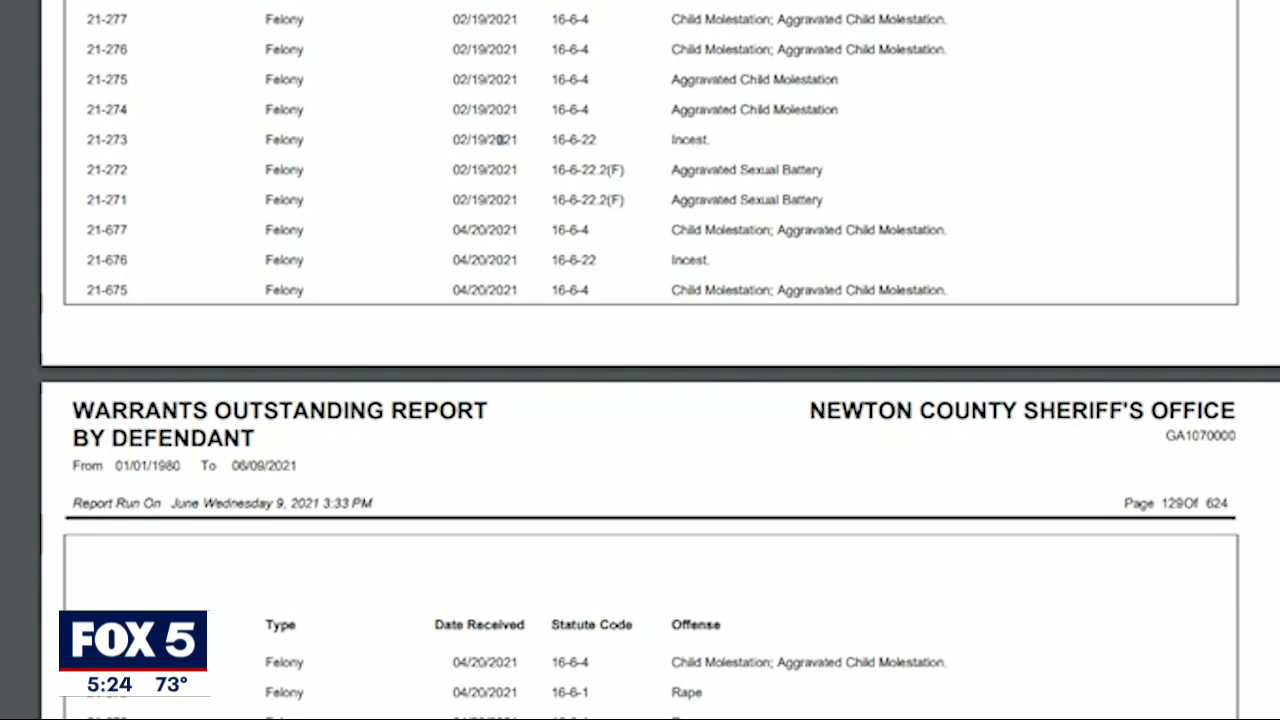 21-277 Felony 02/19/2021 16-6-4 Child Molestation; Aggravated Child Molestation.
21-276 Felony 02/19/2021 16-6-4 Child Molestation; Aggravated Child Molestation.
21-275 Felony 02/19/2021 16-6-4 Aggravated Child Molestation
21-274 Felony 02/19/2021 16-6-4 Aggravated Child Molestation
21-273 Felony 02/19/2021 16-6-22 Incest.
21-272 Felony 02/19/2021 16-6-22.2(F) Aggravated Sexual Battery
21-271 Felony 02/19/2021 16-6-22.2(F) Aggravated Sexual Battery
21-677 Felony 04/20/2021 16-6-4 Child Molestation; Aggravated Child Molestation.
21-676 Felony 04/20/2021 16-6-22 Incest.
21-675 Felony 04/20/2021 16-6-4 Child Molestation; Aggravated Child Molestation.
WARRANTS OUTSTANDING REPORT NEWTON COUNTY SHERIFF'S OFFICE
BY DEFENDANT GA1070000
From 01/01/1980 To 06/09/2021
Report Run On June Wednesday 9, 2021 3:33 PM Page 129Of 624
Type Date Received Statute Code Offense
Felony 04/20/2021 16-6-4 Child Molestation; Aggravated Child Molestation.
Felony 04/20/2021 16-6-1 Rape
FOX 5
5:24 73°